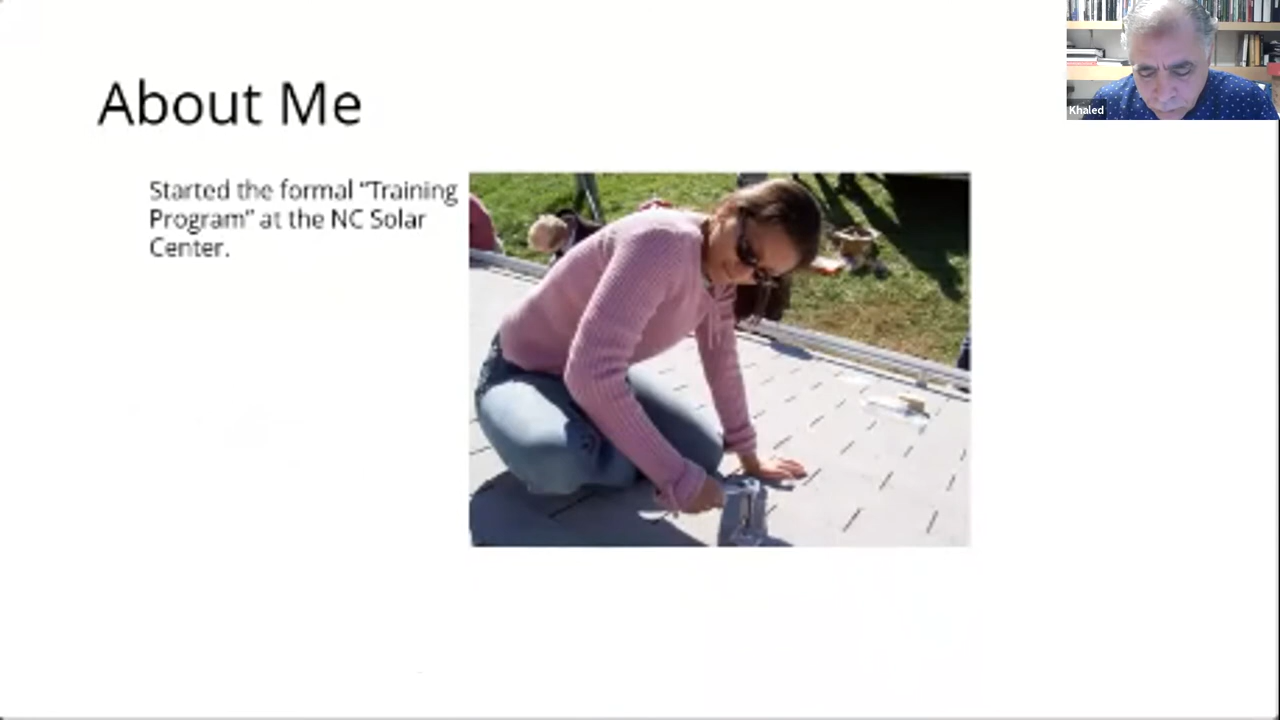 About Me
Started the formal “Training
Program” at the NC Solar
Center.
Khaled